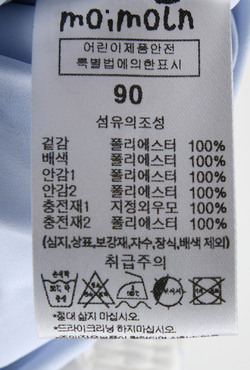 moimoln
어린이제품안전
특별법에의한표시
90
섬유의조성
겉감 폴리에스터 100%
배색 폴리에스터 100%
안감1 폴리에스터 100%
안감2 폴리에스터 100%
충전재1 지정외우모 100%
충전재2 폴리에스터 100%
(심지,상표,보강재,자수,장식,배색 제외)
취급주의
*절대 삶지 마십시오.
*드라이크리닝 하지마십시오.